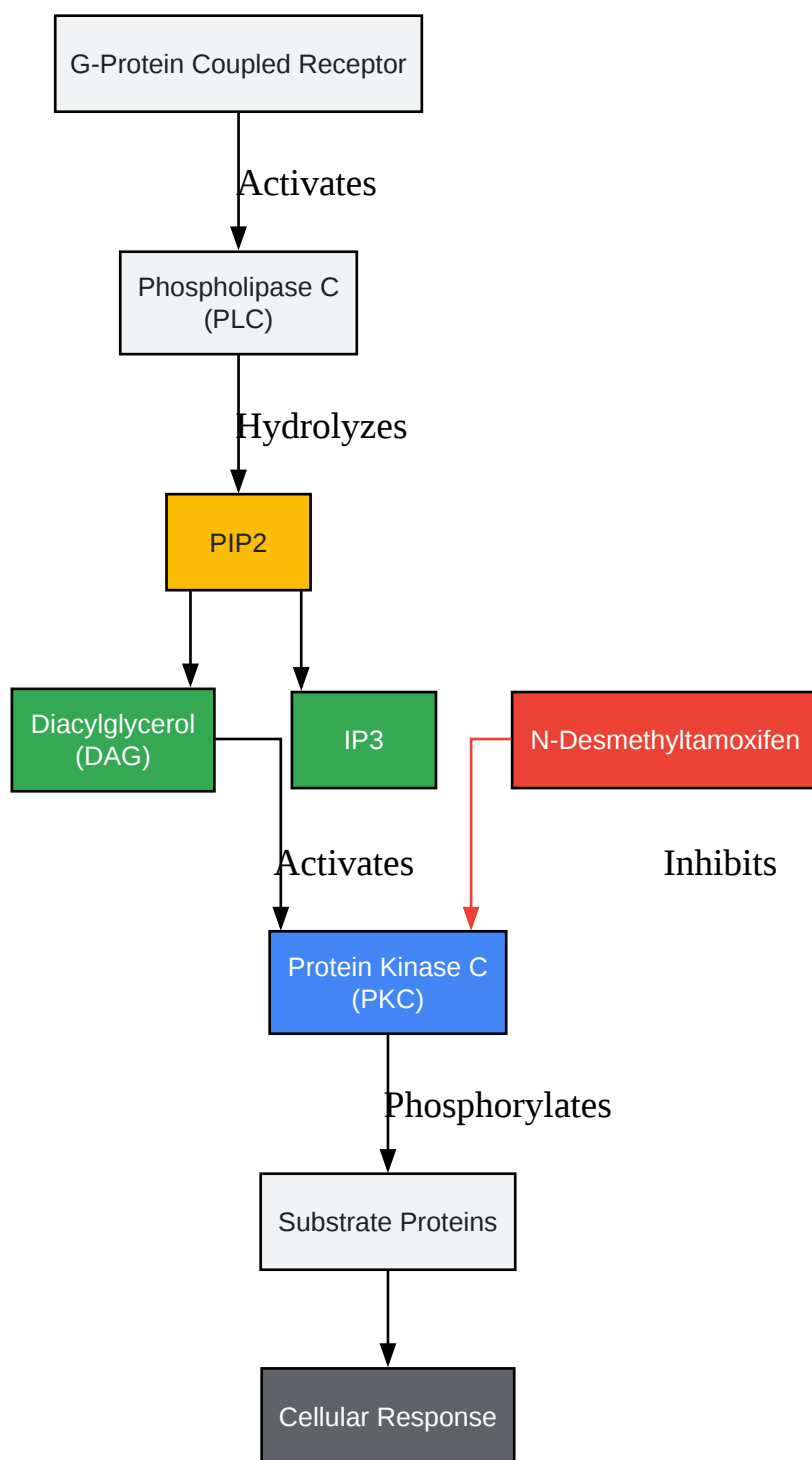 G-Protein Coupled Receptor
Activates
Phospholipase C
(PLC)
Hydrolyzes
PIP2
Diacylglycerol
(DAG)
IP3
N-Desmethyltamoxifen
Activates
Inhibits
Protein Kinase C
(PKC)
Phosphorylates
Substrate Proteins
Cellular Response